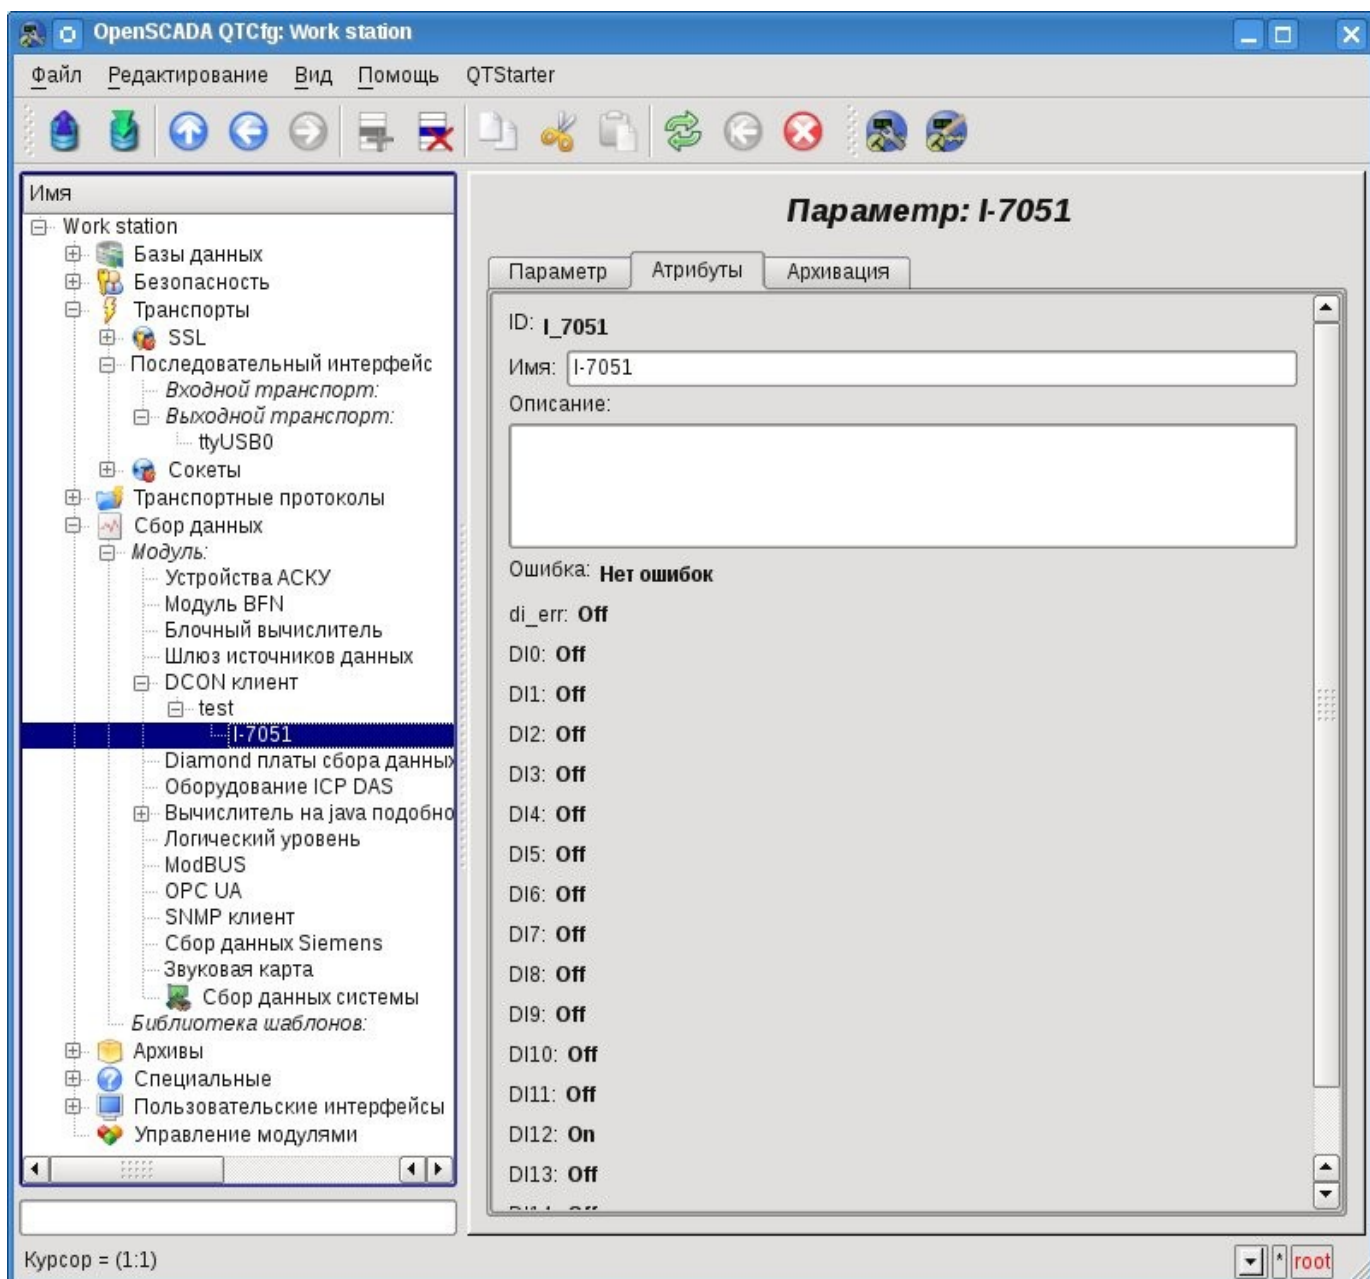 OpenSCADA QTCfg: Work station
Файл Редактирование Вид Помощь QTStarter
Имя
Work station
Базы данных
Безопасность
Транспорты
SSL
Последовательный интерфейс
Входной транспорт:
Выходной транспорт:
ttyUSB0
Сокеты
Транспортные протоколы
Сбор данных
Модуль:
Устройства АСКУ
Модуль BFN
Блочный вычислитель
Шлюз источников данных
DCON клиент
test
I-7051
Diamond платы сбора данных
Оборудование ICP DAS
Вычислитель на java подобно
Логический уровень
ModBUS
OPC UA
SNMP клиент
Сбор данных Siemens
Звуковая карта
Сбор данных системы
Библиотека шаблонов:
Архивы
Специальные
Пользовательские интерфейсы
Управление модулями
Параметр: I-7051
Параметр Атрибуты Архивация
ID: I_7051
Имя: I-7051
Описание:
Ошибка: Нет ошибок
di_err: Off
DI0: Off
DI1: Off
DI2: Off
DI3: Off
DI4: Off
DI5: Off
DI6: Off
DI7: Off
DI8: Off
DI9: Off
DI10: Off
DI11: Off
DI12: On
DI13: Off
Курсор = (1:1)
* root